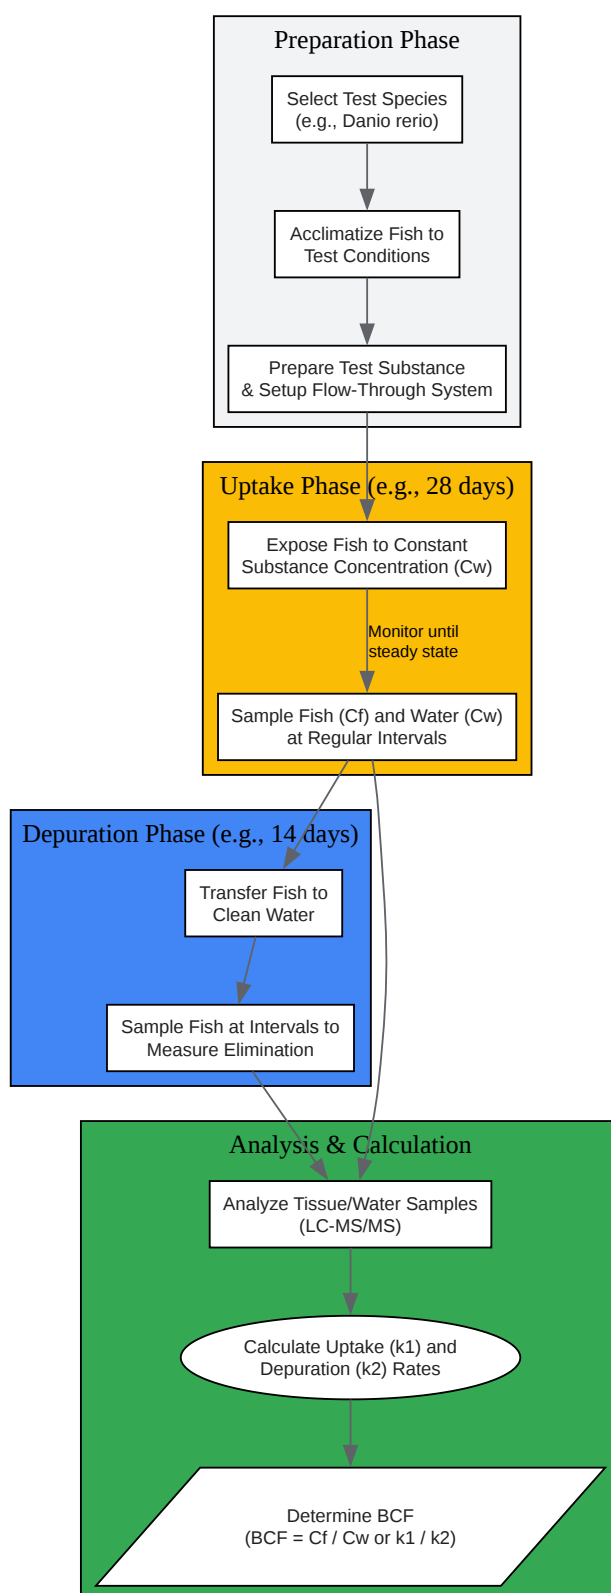 Preparation Phase
Select Test Species
(e.g., Danio rerio)
Acclimatize Fish to
Test Conditions
Prepare Test Substance
& Setup Flow-Through System
Uptake Phase (e.g., 28 days)
Expose Fish to Constant
Substance Concentration (Cw)
Monitor until
steady state
Sample Fish (Cf) and Water (Cw)
at Regular Intervals
Depuration Phase (e.g., 14 days)
Transfer Fish to
Clean Water
Sample Fish at Intervals to
Measure Elimination
Analysis & Calculation
Analyze Tissue/Water Samples
(LC-MS/MS)
Calculate Uptake (k1) and
Depuration (k2) Rates
Determine BCF
(BCF = Cf / Cw or k1 / k2)